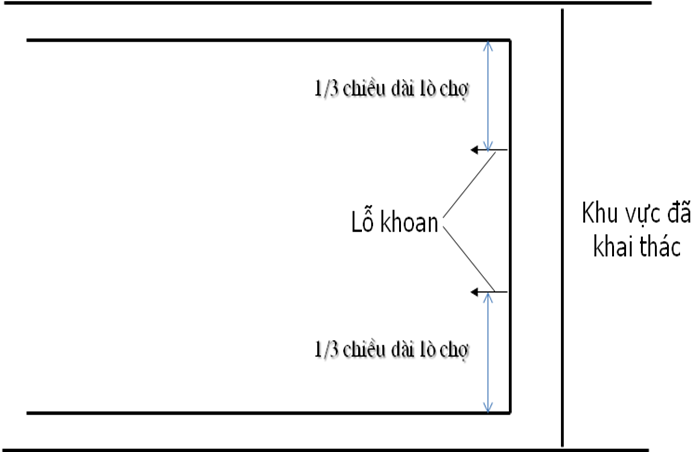 1/3 chiều dài lò chợ
Lỗ khoan
Khu vực đã
khai thác
1/3 chiều dài lò chợ